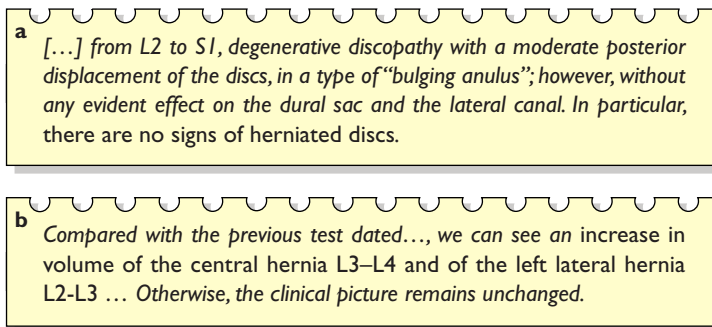 a
[…] from L2 to S1, degenerative discopathy with a moderate posterior
displacement of the discs, in a type of “bulging anulus”; however, without
any evident effect on the dural sac and the lateral canal. In particular,
there are no signs of herniated discs.
b
Compared with the previous test dated…, we can see an increase in
volume of the central hernia L3–L4 and of the left lateral hernia
L2-L3 … Otherwise, the clinical picture remains unchanged.